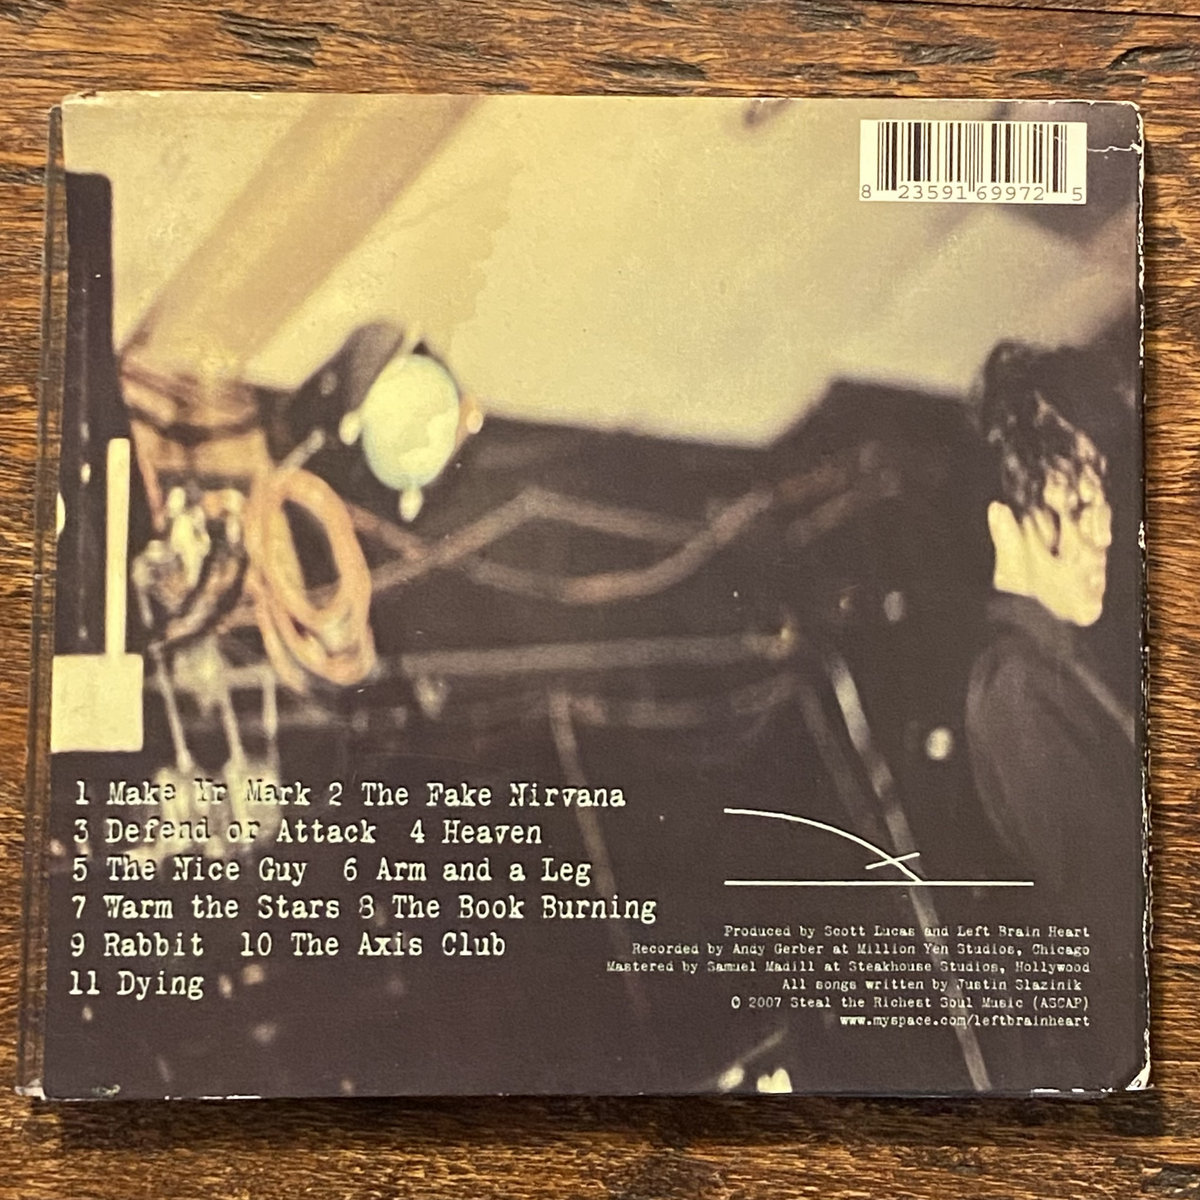 8 23591 69972 5
1 Make Yr Mark 2 The Fake Nirvana
3 Defend or Attack 4 Heaven
5 The Nice Guy 6 Arm and a Leg
7 Warm the Stars 8 The Book Burning
9 Rabbit 10 The Axis Club
11 Dying
Produced by Scott Lucas and Left Brain Heart
Recorded by Andy Gerber at Million Yen Studios, Chicago
Mastered by Samuel Madill at Steakhouse Studios, Hollywood
All songs written by Justin Slazinik
© 2007 Steal the Richest Soul Music (ASCAP)
www.myspace.com/leftbrainheart